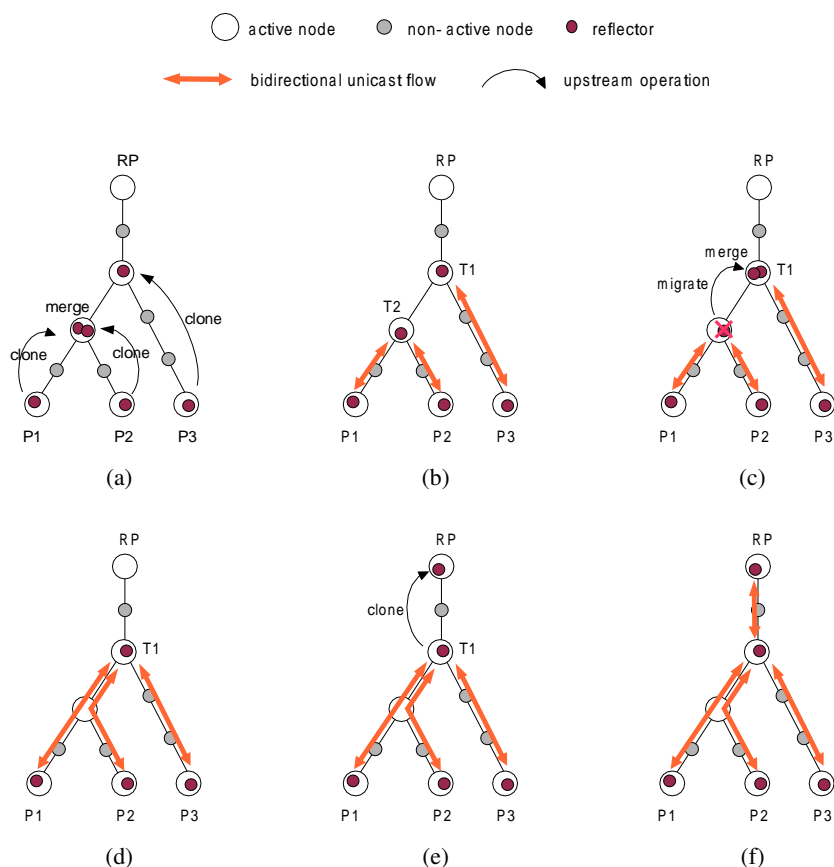 active node non- active node reflector
bidirectional unicast flow upstream operation
RP RP RP
merge
T1 T1
migrate
merge T2
clone
clone clone
P1 P2 P3 P1 P2 P3 P1 P2 P3
(a) (b) (c)
RP RP RP
clone
T1 T1
P1 P2 P3 P1 P2 P3 P1 P2 P3
(d) (e) (f)